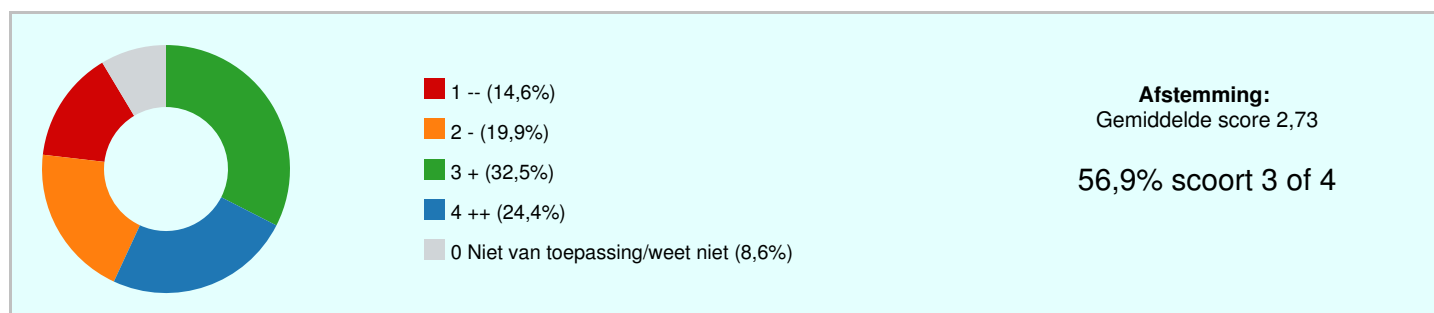 1 -- (14,6%)
2 - (19,9%)
3 + (32,5%)
4 ++ (24,4%)
0 Niet van toepassing/weet niet (8,6%)
Afstemming:
Gemiddelde score 2,73
56,9% scoort 3 of 4